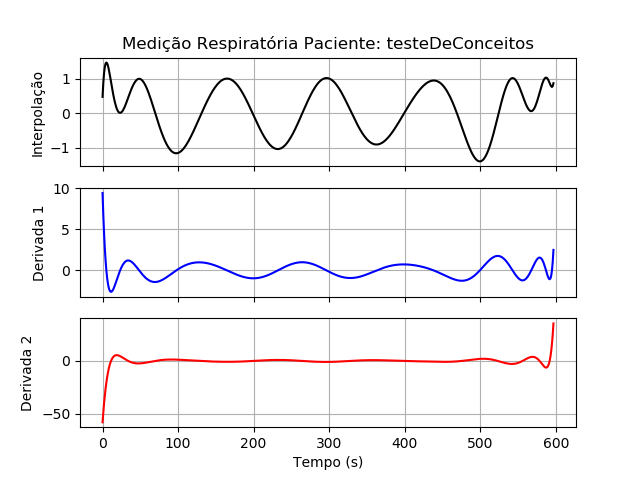 Medição Respiratória Paciente: testeDeConceitos
Interpolação
1
0
−1
Derivada 1
10
5
0
Derivada 2
0
−50
0 100 200 300 400 500 600
Tempo (s)